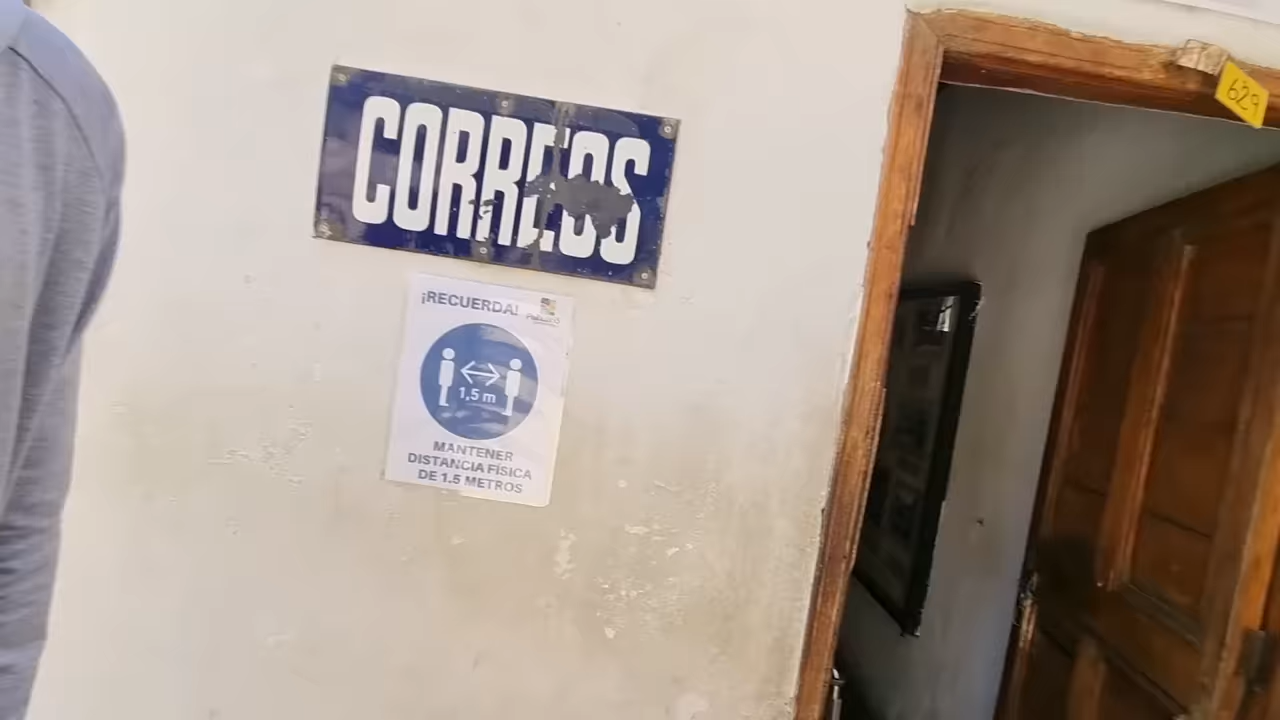 CORREOS
¡RECUERDA!
1,5 m
MANTENER
DISTANCIA FÍSICA
DE 1.5 METROS
629